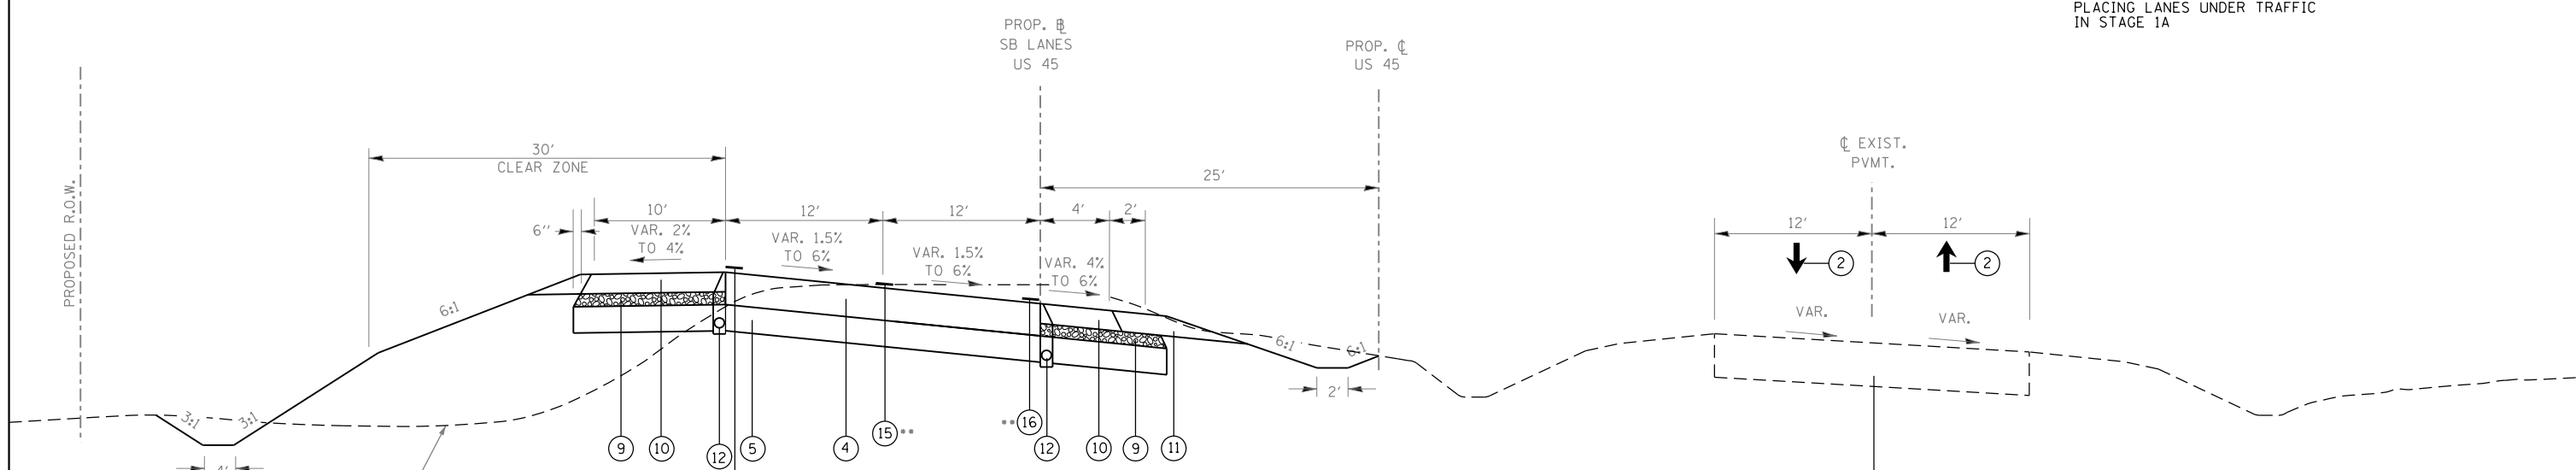 PLACING LANES UNDER TRAFFIC
IN STAGE 1A
PROP. ⅊
SB LANES
US 45
PROP. ℄
US 45
℄ EXIST.
PVMT.
PROPOSED R.O.W.
30'
CLEAR ZONE
25'
10'
12'
12'
4'
2'
12'
12'
6''
VAR. 2%
TO 4%
VAR. 1.5%
TO 6%
VAR. 1.5%
TO 6%
VAR. 4%
TO 6%
2
2
VAR.
VAR.
6:1
6:1
6:1
2'
3:1
3:1
9
10
12
5
4
15 **
** 16
12
10
9
11
4'